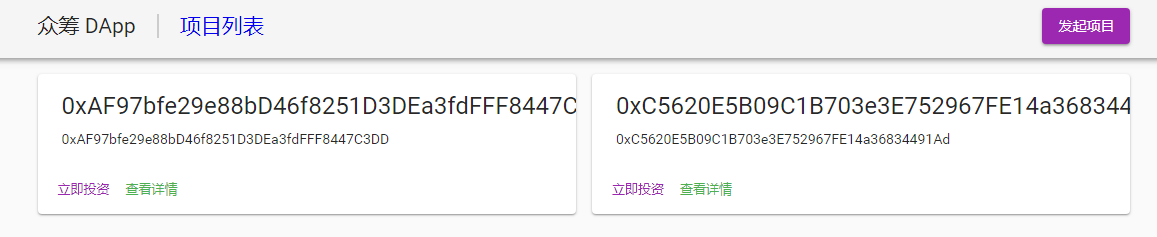 众筹 DApp
项目列表
发起项目
0xAF97bfe29e88bD46f8251D3DEa3fdFFF8447C
0xAF97bfe29e88bD46f8251D3DEa3fdFFF8447C3DD
立即投资 查看详情
0xC5620E5B09C1B703e3E752967FE14a368344
0xC5620E5B09C1B703e3E752967FE14a36834491Ad
立即投资 查看详情